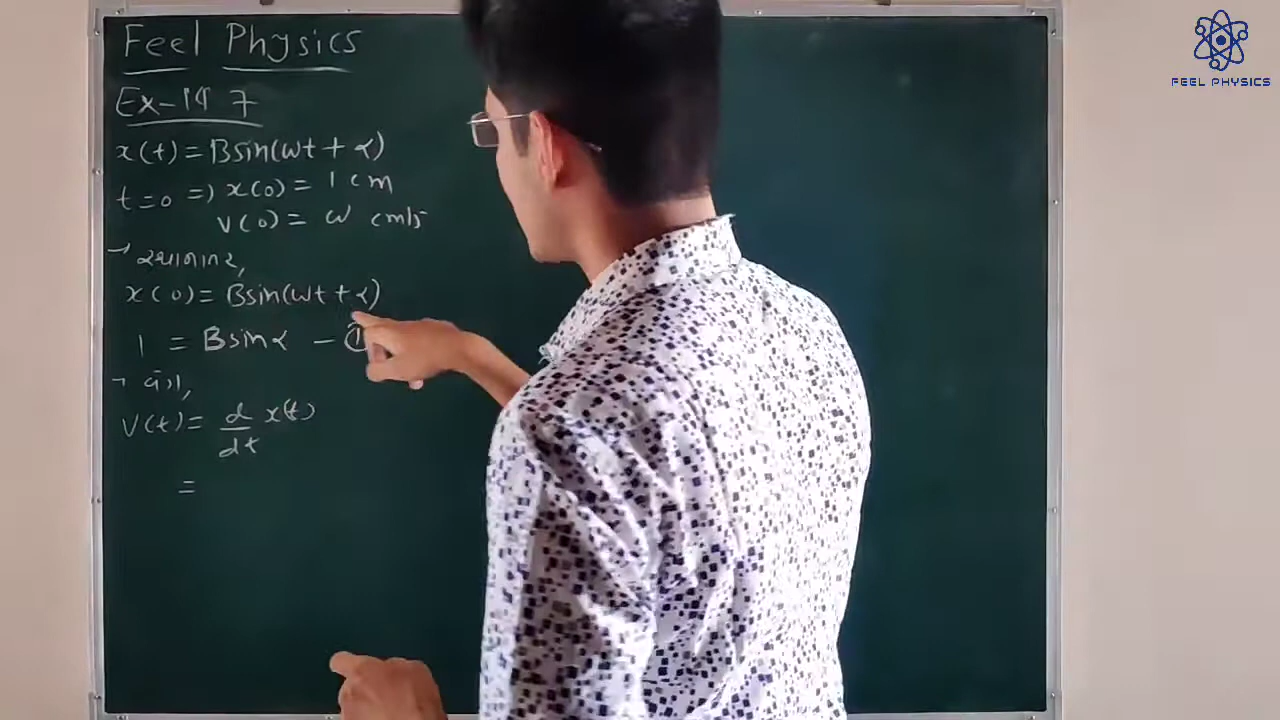 Feel Physics
Ex-14 7
x(t) = Bsin(ωt + α)
t=0 => x(0) = 1 cm
v(0) = ω cm/s
→ સ્થાનાંતર,
x(0) = Bsin(ωt + α)
1 = Bsinα - ①
→ વેગ,
v(t) = d/dt x(t)
=
FEEL PHYSICS